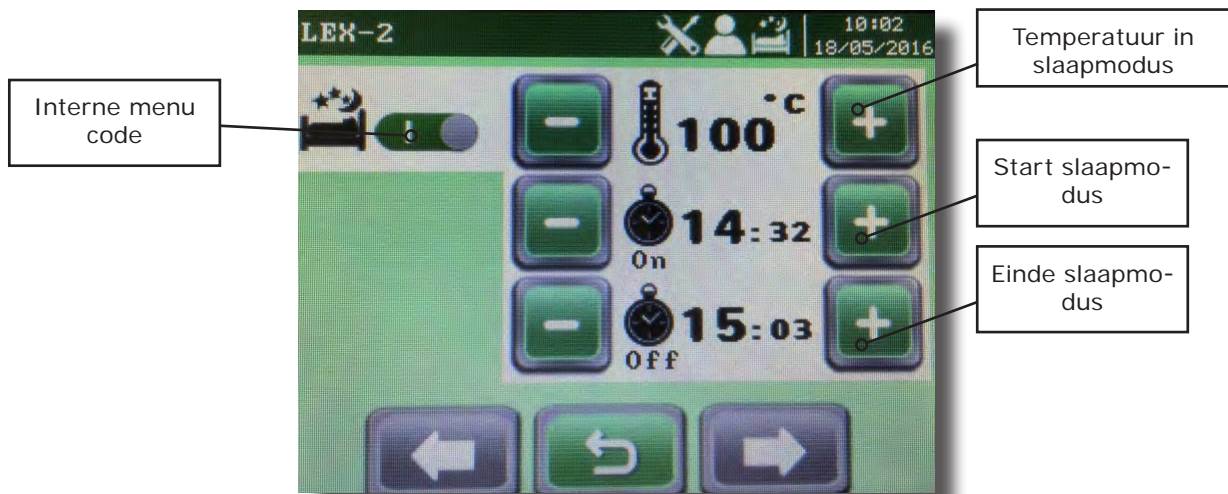 LEX-2
10:02
18/05/2016
Temperatuur in
slaapmodus
Interne menu
code
°C
100
Start slaapmo-
dus
14:32
On
Einde slaapmo-
dus
15:03
Off